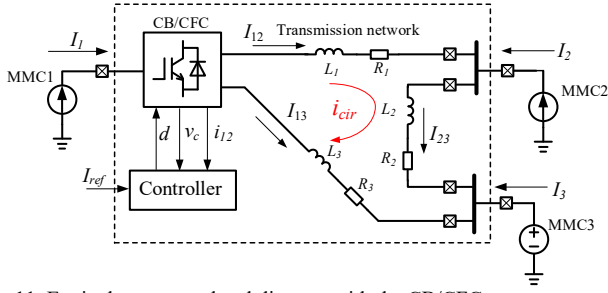 CB/CFC
I12
Transmission network
I1
L1
R1
I2
MMC1
MMC2
I13
icir
L2
I23
d
vc
i12
L3
R2
Iref
Controller
R3
I3
MMC3